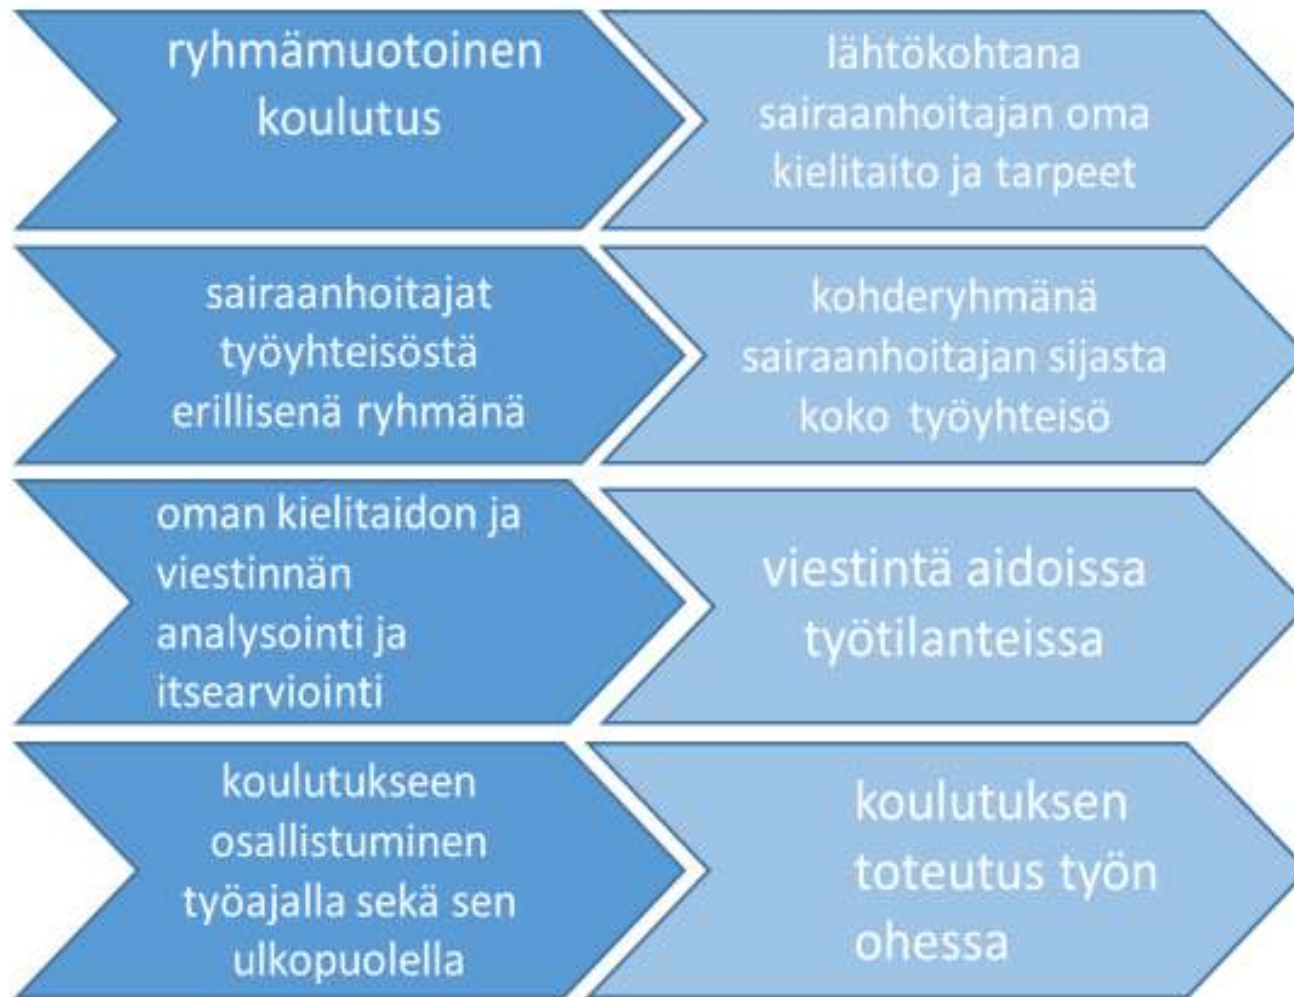 ryhmämuotoinen
koulutus
lähtökohtana
sairaanhoitajan oma
kielitaito ja tarpeet
sairaanhoitajat
työyhteisöstä
erillisenä ryhmänä
kohderyhmänä
sairaanhoitajan sijasta
koko työyhteisö
oman kielitaidon ja
viestinnän
analysointi ja
itsearviointi
viestintä aidoissa
työtilanteissa
koulutukseen
osallistuminen
työajalla sekä sen
ulkopuolella
koulutuksen
toteutus työn
ohessa